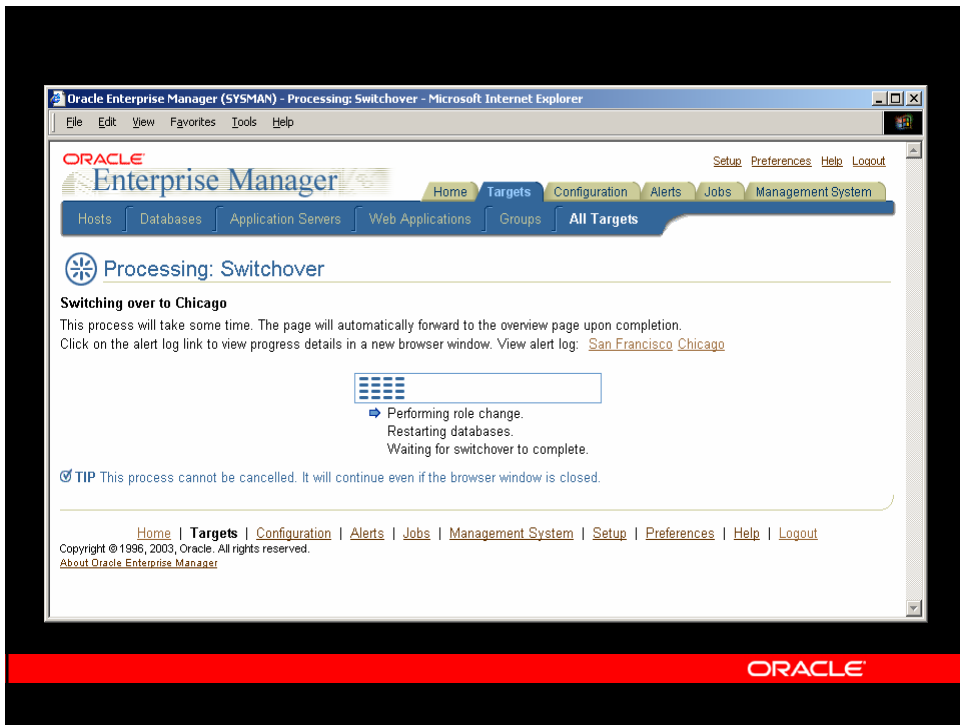 Oracle Enterprise Manager (SYSMAN) - Processing: Switchover - Microsoft Internet Explorer
File Edit View Favorites Tools Help
ORACLE
Enterprise Manager
Setup Preferences Help Logout
Home Targets Configuration Alerts Jobs Management System
Hosts Databases Application Servers Web Applications Groups All Targets
Processing: Switchover
Switching over to Chicago
This process will take some time. The page will automatically forward to the overview page upon completion.
Click on the alert log link to view progress details in a new browser window. View alert log: San Francisco Chicago
Performing role change.
Restarting databases.
Waiting for switchover to complete.
TIP This process cannot be cancelled. It will continue even if the browser window is closed.
Home | Targets | Configuration | Alerts | Jobs | Management System | Setup | Preferences | Help | Logout
Copyright © 1996, 2003, Oracle. All rights reserved.
About Oracle Enterprise Manager
ORACLE